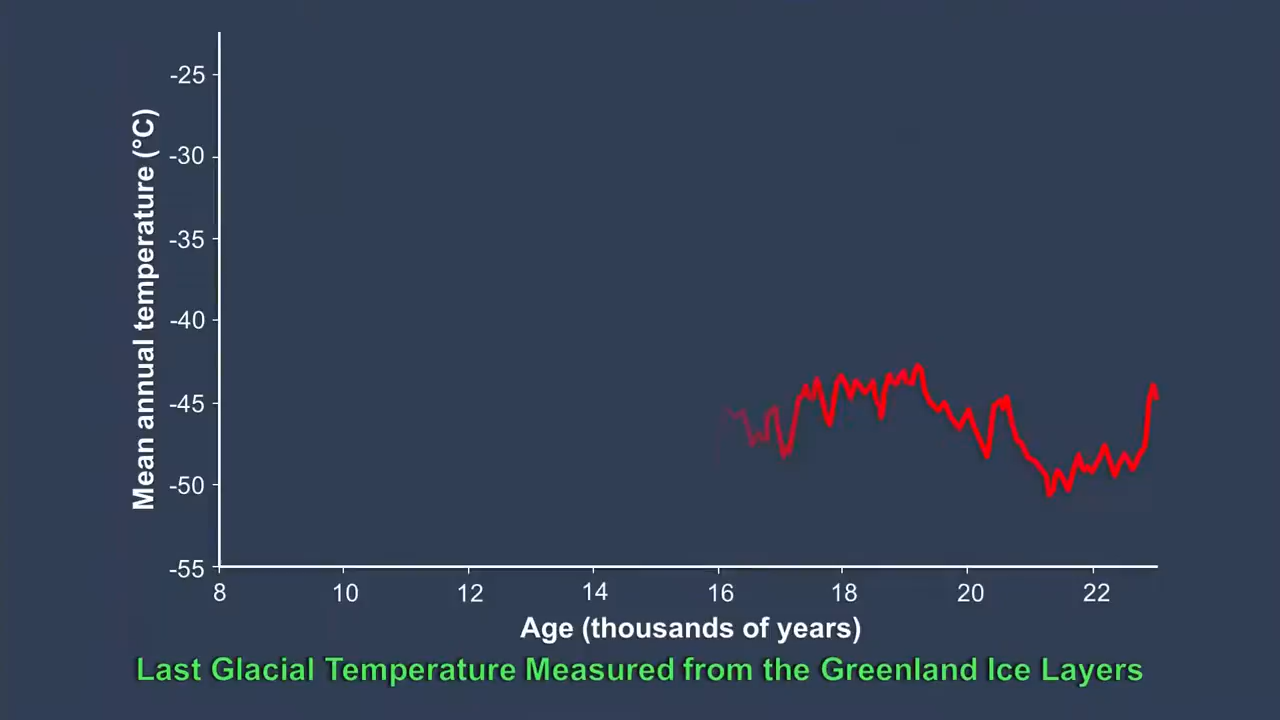 Mean annual temperature (°C)
-25
-30
-35
-40
-45
-50
-55
8 10 12 14 16 18 20 22
Age (thousands of years)
Last Glacial Temperature Measured from the Greenland Ice Layers